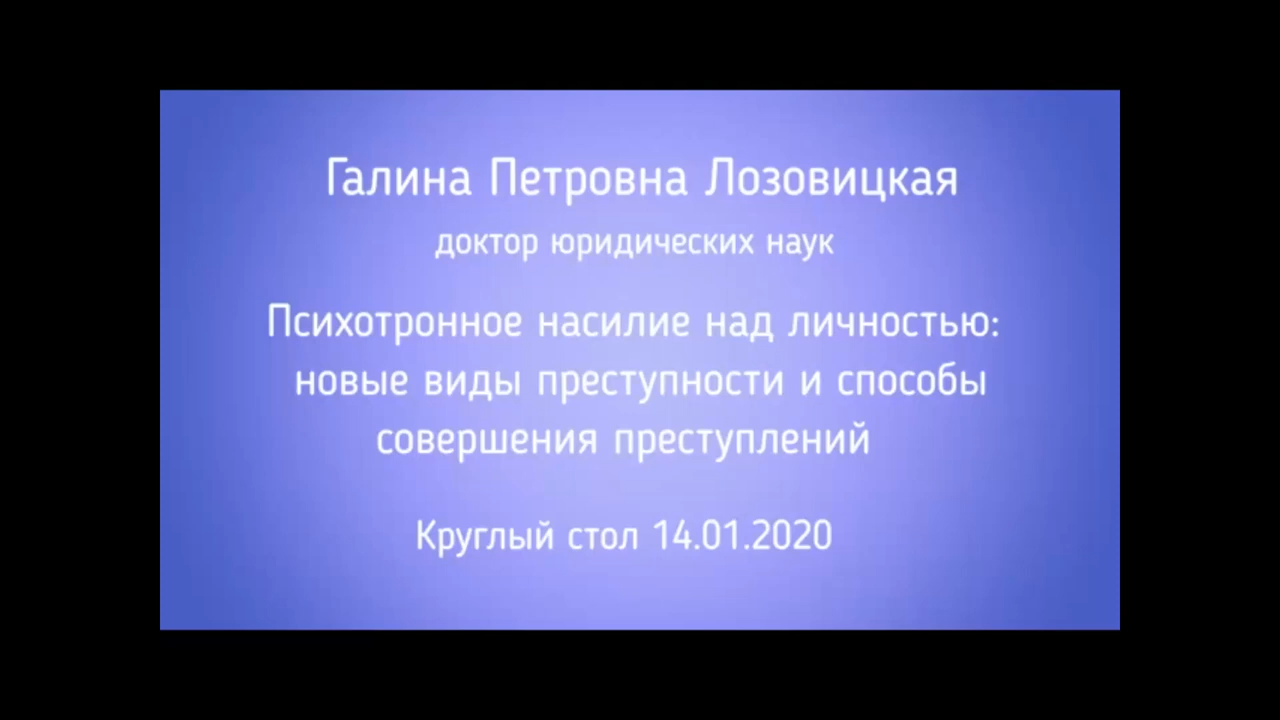 Галина Петровна Лозовицкая
доктор юридических наук
Психотронное насилие над личностью:
новые виды преступности и способы
совершения преступлений
Круглый стол 14.01.2020